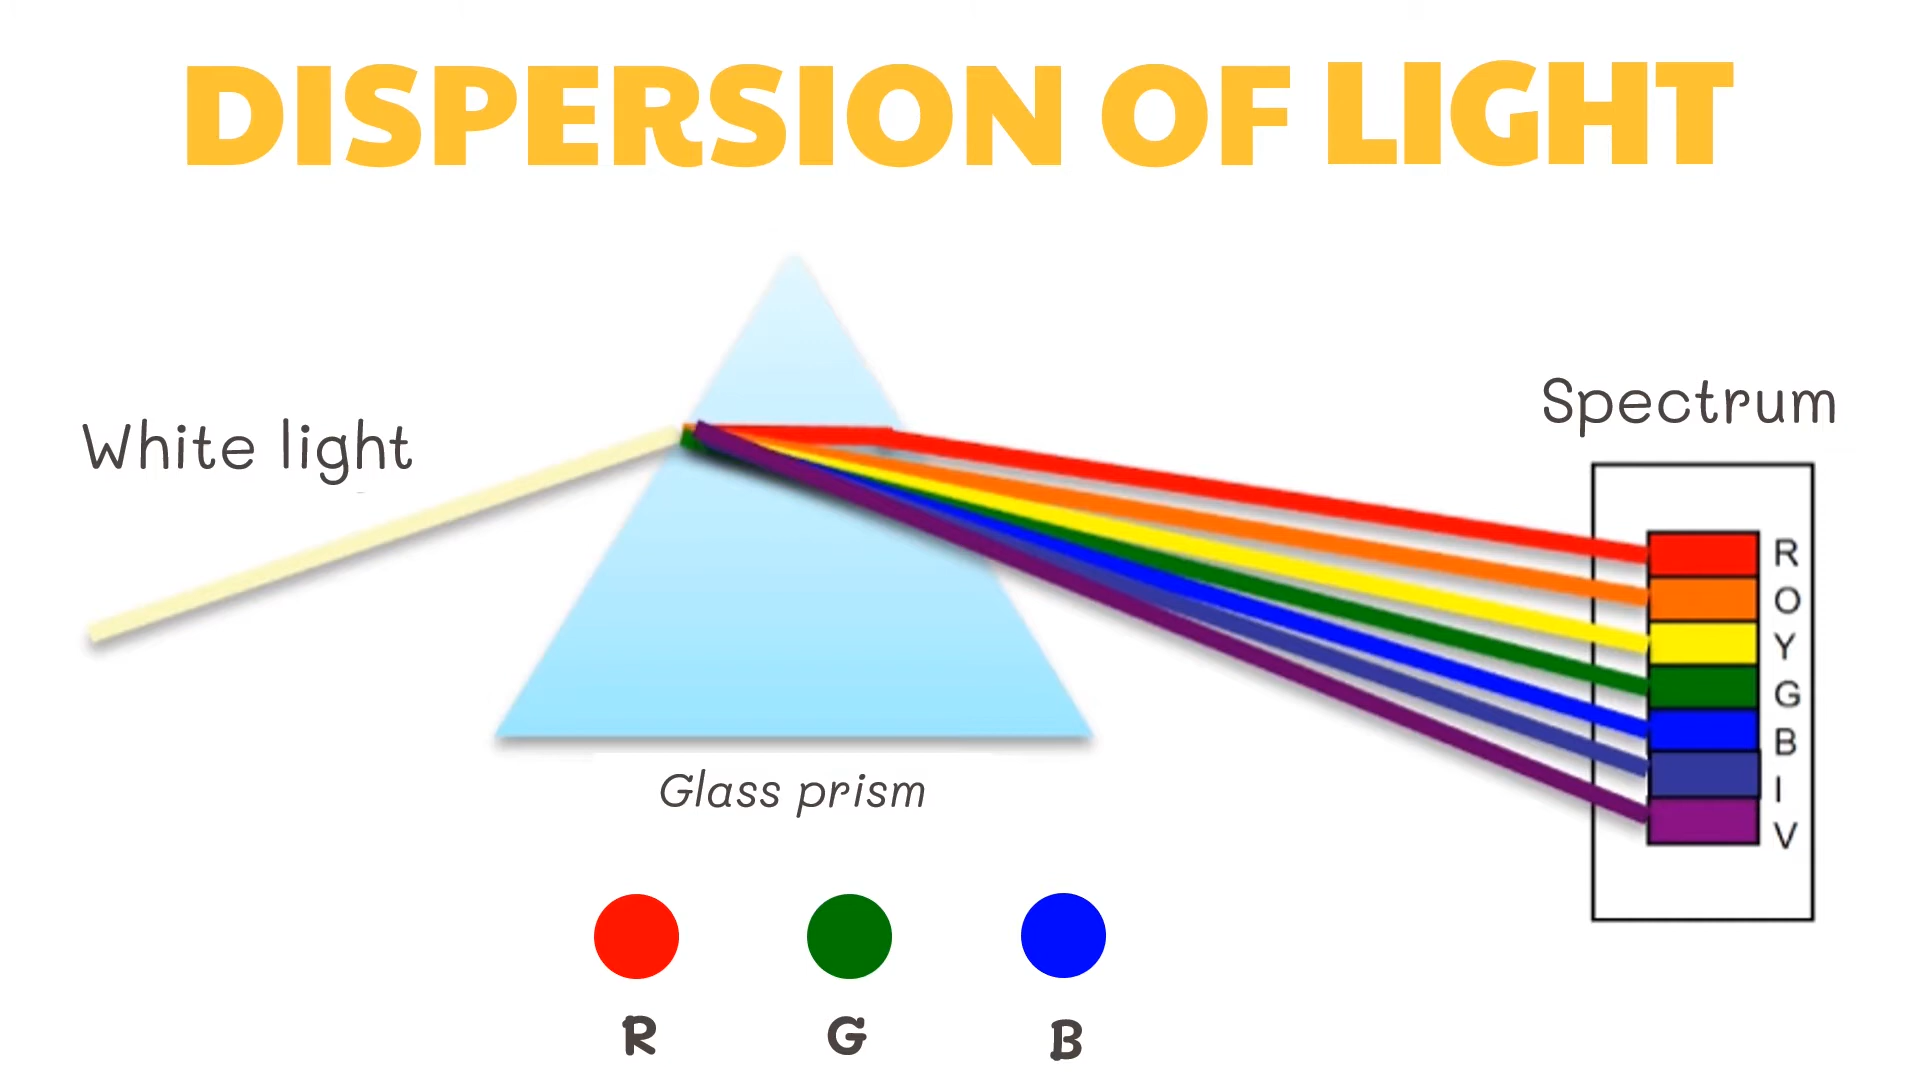 DISPERSION OF LIGHT
White light
Spectrum
R
O
Y
G
B
I
V
Glass prism
R G B